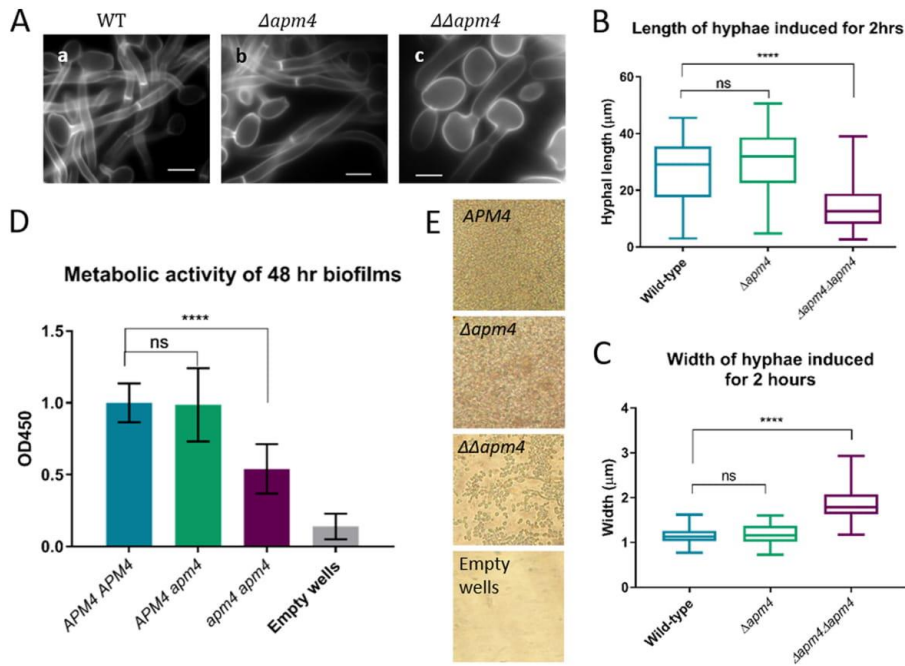 A
WT
Δapm4
ΔΔapm4
a
b
c
B
Length of hyphae induced for 2hrs
****
ns
60
40
20
0
Hyphal length (μm)
Wild-type
Δapm4
Δapm4Δapm4
D
Metabolic activity of 48 hr biofilms
****
ns
1.5
1.0
0.5
0.0
OD450
APM4 APM4
APM4 apm4
apm4 apm4
Empty wells
E
APM4
Δapm4
ΔΔapm4
Empty
wells
C
Width of hyphae induced
for 2 hours
****
ns
4
3
2
1
0
Width (μm)
Wild-type
Δapm4
Δapm4Δapm4